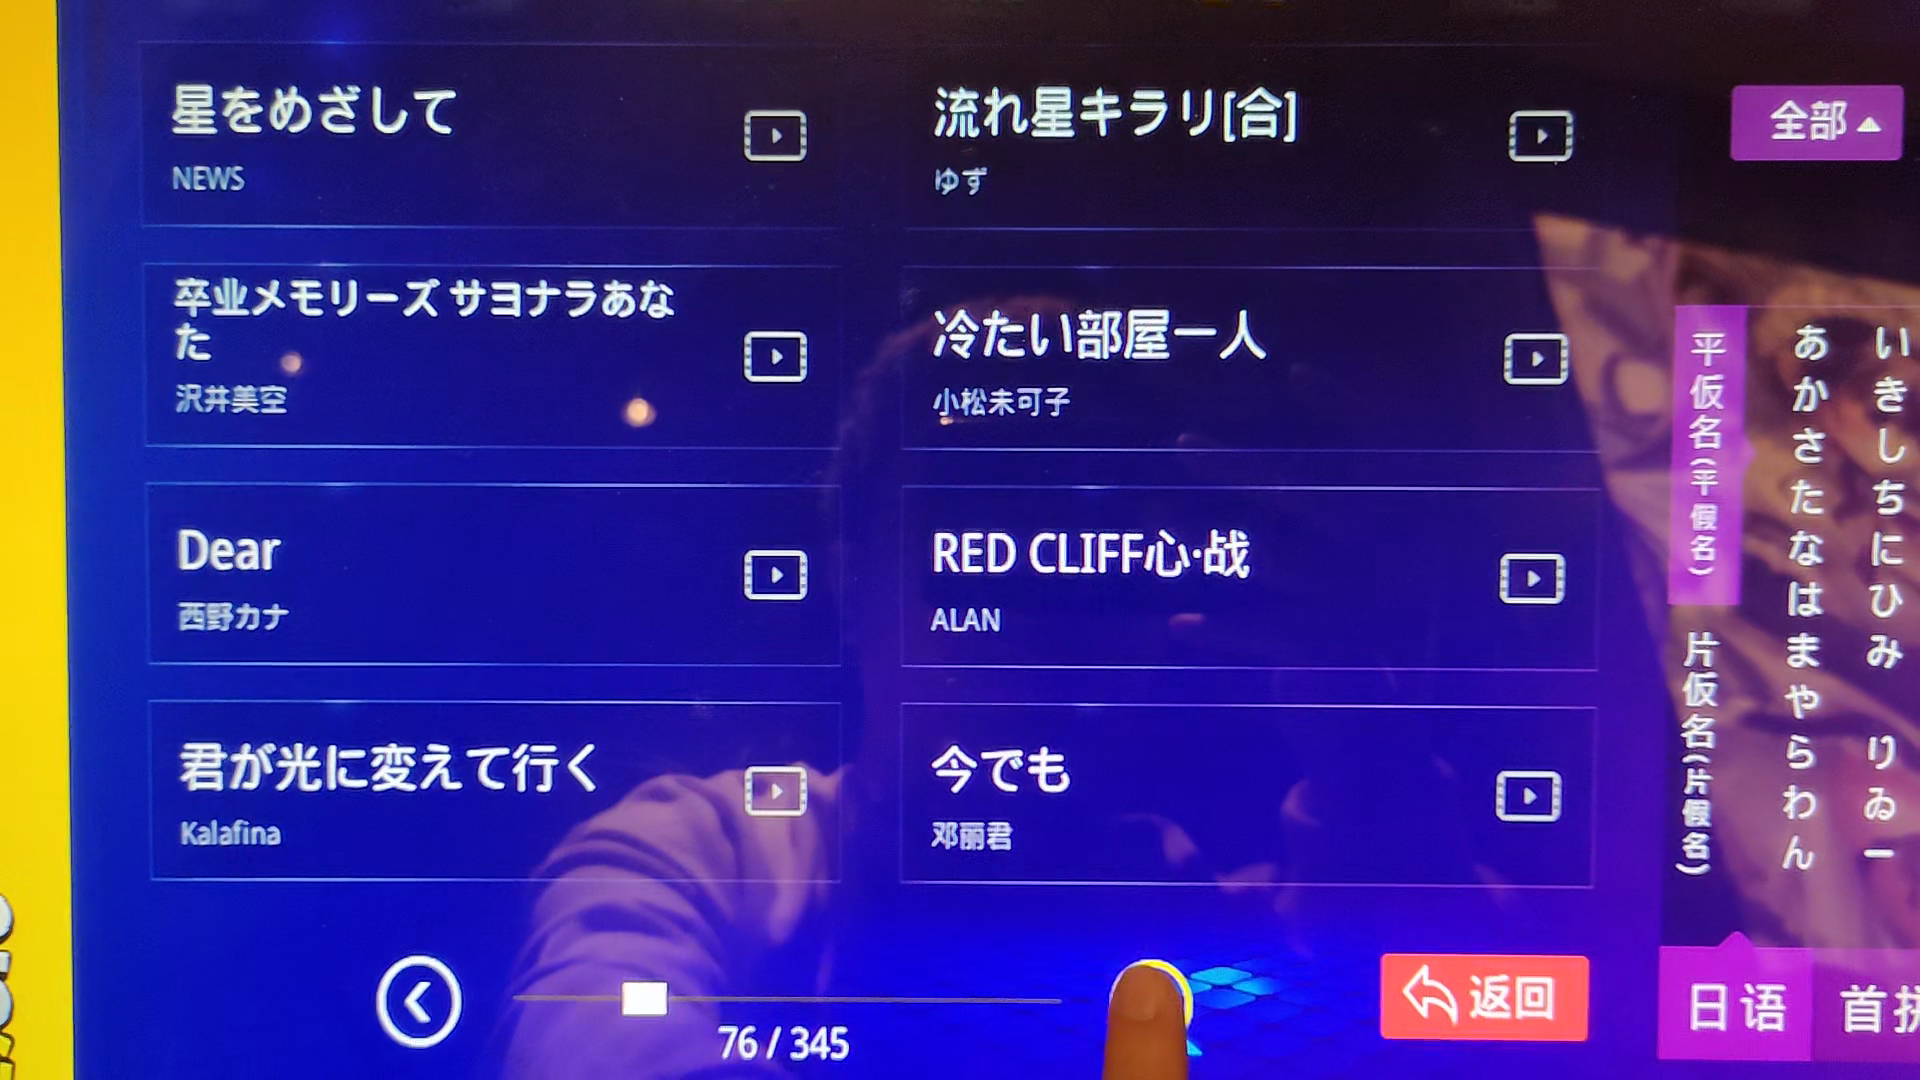 星をめざして
NEWS
流れ星キラリ[合]
ゆず
卒业メモリーズ サヨナラあな
た
沢井美空
冷たい部屋一人
小松未可子
Dear
西野カナ
RED CLIFF心·战
ALAN
君が光に変えて行く
Kalafina
今でも
邓丽君
76 / 345
返回
全部
平仮名(平假名)
片仮名(片假名)
あかさたなはまやらわん
いきしちにひみ りゐー
日语
首拼